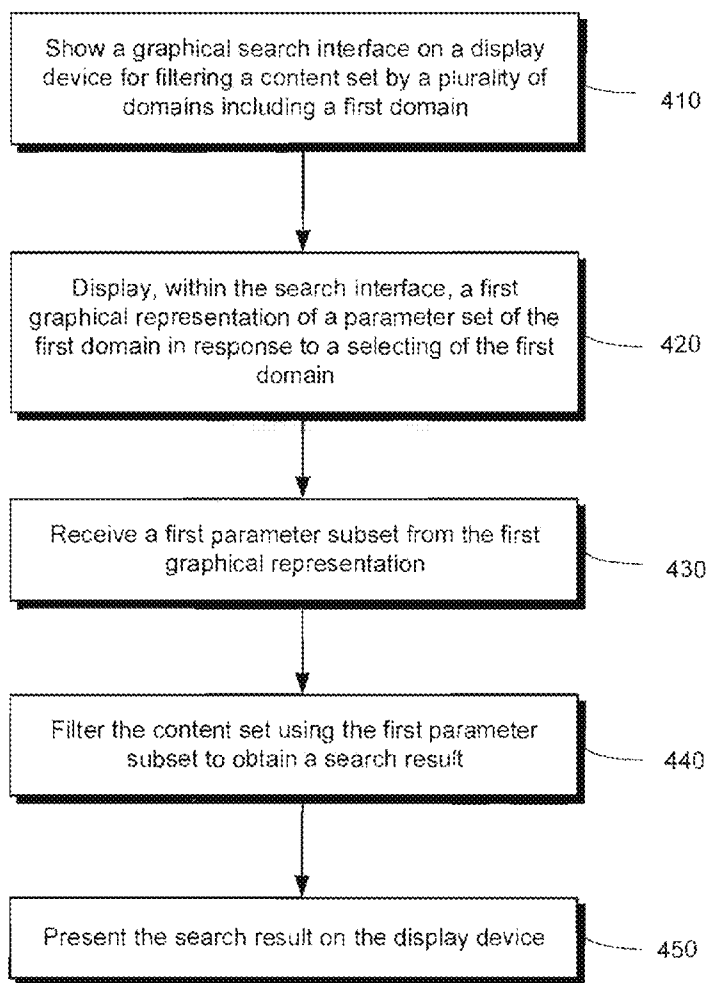 Show a graphical search interface on a display
device for filtering a content set by a plurality of
domains including a first domain
410
Display, within the search interface, a first
graphical representation of a parameter set of the
first domain in response to a selecting of the first
domain
420
Receive a first parameter subset from the first
graphical representation
430
Filter the content set using the first parameter
subset to obtain a search result
440
Present the search result on the display device
450